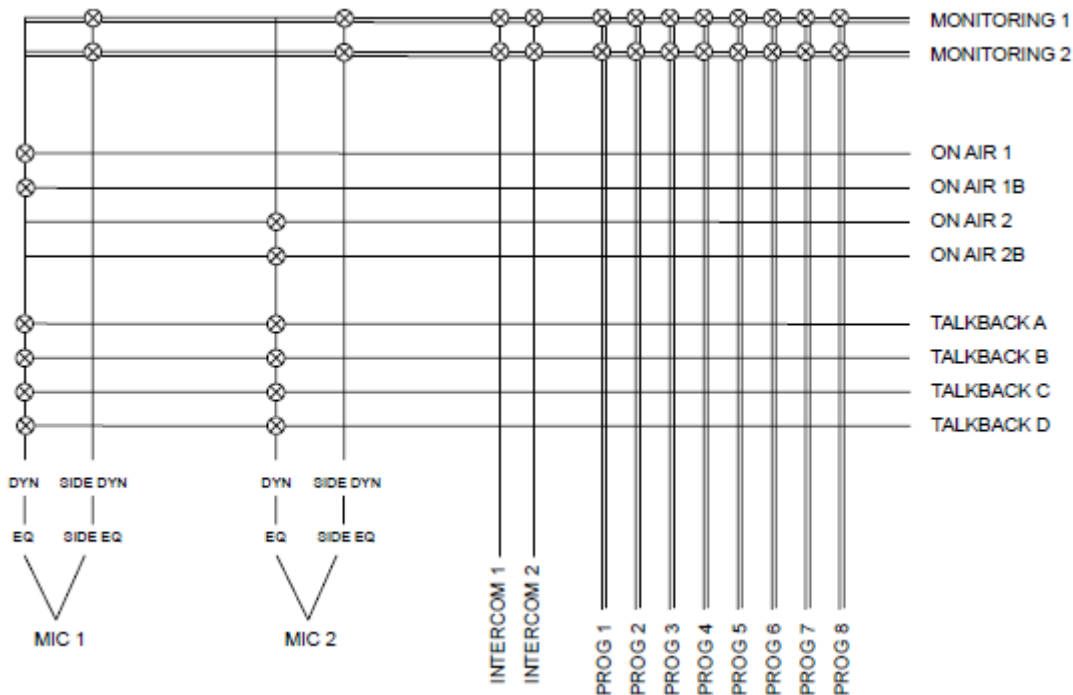 MONITORING 1
MONITORING 2
ON AIR 1
ON AIR 1B
ON AIR 2
ON AIR 2B
TALKBACK A
TALKBACK B
TALKBACK C
TALKBACK D
DYN SIDE DYN DYN SIDE DYN
EQ SIDE EQ EQ SIDE EQ
MIC 1 MIC 2
INTERCOM 1
INTERCOM 2
PROG 1
PROG 2
PROG 3
PROG 4
PROG 5
PROG 6
PROG 7
PROG 8